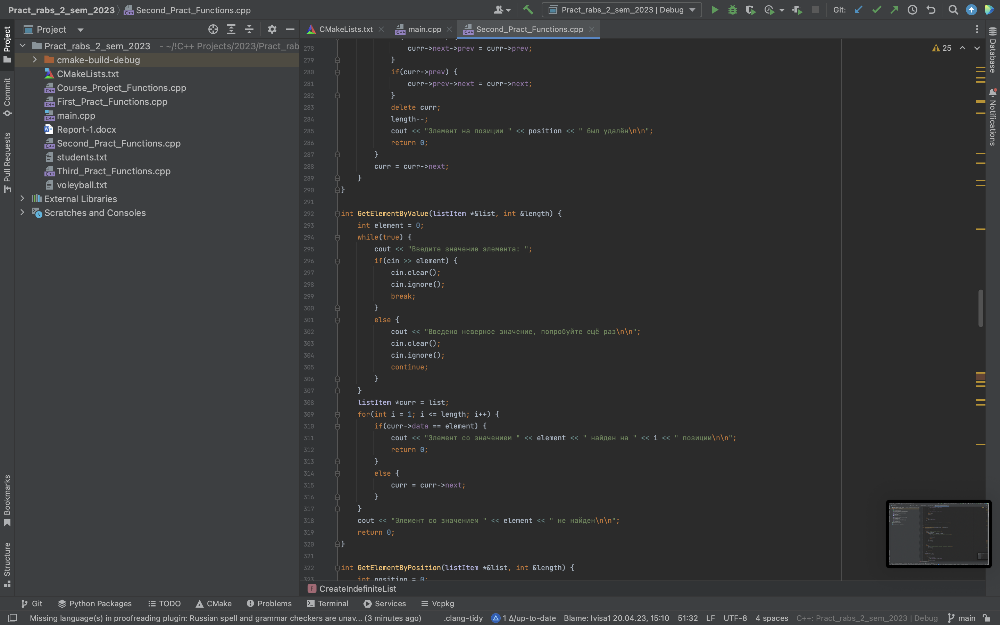 Pract_rabs_2_sem_2023 Second_Pract_Functions.cpp
Pract_rabs_2_sem_2023 | Debug
Git:
Project
CMakeLists.txt
main.cpp
Second_Pract_Functions.cpp
Pract_rabs_2_sem_2023 - ~/!C++ Projects/2023/Pract_rab
cmake-build-debug
CMakeLists.txt
Course_Project_Functions.cpp
First_Pract_Functions.cpp
main.cpp
Report-1.docx
Second_Pract_Functions.cpp
students.txt
Third_Pract_Functions.cpp
voleyball.txt
External Libraries
Scratches and Consoles
Project
Commit
Pull Requests
Bookmarks
Structure
25
Database
Notifications
278 curr->next->prev = curr->prev;
279 }
280 if(curr->prev) {
281 curr->prev->next = curr->next;
282 }
283 delete curr;
284 length--;
285 cout << "Элемент на позиции " << position << " был удалён\n\n";
286 return 0;
287 }
288 curr = curr->next;
289 }
290 }
291
292 int GetElementByValue(listItem *&list, int &length) {
293 int element = 0;
294 while(true) {
295 cout << "Введите значение элемента: ";
296 if(cin >> element) {
297 cin.clear();
298 cin.ignore();
299 break;
300 }
301 else {
302 cout << "Введено неверное значение, попробуйте ещё раз\n\n";
303 cin.clear();
304 cin.ignore();
305 continue;
306 }
307 }
308 listItem *curr = list;
309 for(int i = 1; i <= length; i++) {
310 if(curr->data == element) {
311 cout << "Элемент со значением " << element << " найден на " << i << " позиции\n\n";
312 return 0;
313 }
314 else {
315 curr = curr->next;
316 }
317 }
318 cout << "Элемент со значением " << element << " не найден\n\n";
319 return 0;
320 }
321
322 int GetElementByPosition(listItem *&list, int &length) {
323 int position = 0;
f CreateIndefiniteList
Git Python Packages TODO CMake Problems Terminal Services Vcpkg
Missing language(s) in proofreading plugin: Russian spell and grammar checkers are unav... (3 minutes ago) .clang-tidy 1 Δ/up-to-date Blame: Ivisa1 20.04.23, 15:10 51:32 LF UTF-8 4 spaces C++: Pract_rabs_2_sem_2023 | Debug main